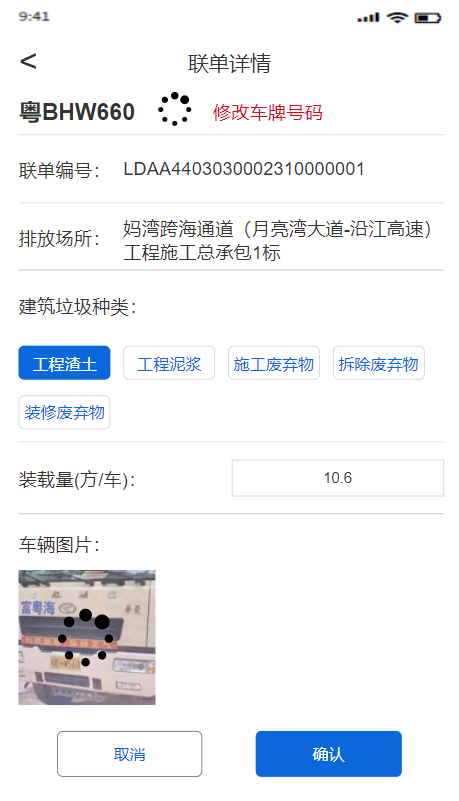 9:41
<
联单详情
粤BHW660
修改车牌号码
联单编号：
LDAA4403030002310000001
排放场所：
妈湾跨海通道（月亮湾大道-沿江高速）
工程施工总承包1标
建筑垃圾种类：
工程渣土
工程泥浆
施工废弃物
拆除废弃物
装修废弃物
装载量(方/车)：
10.6
车辆图片：
富粤海
取消
确认